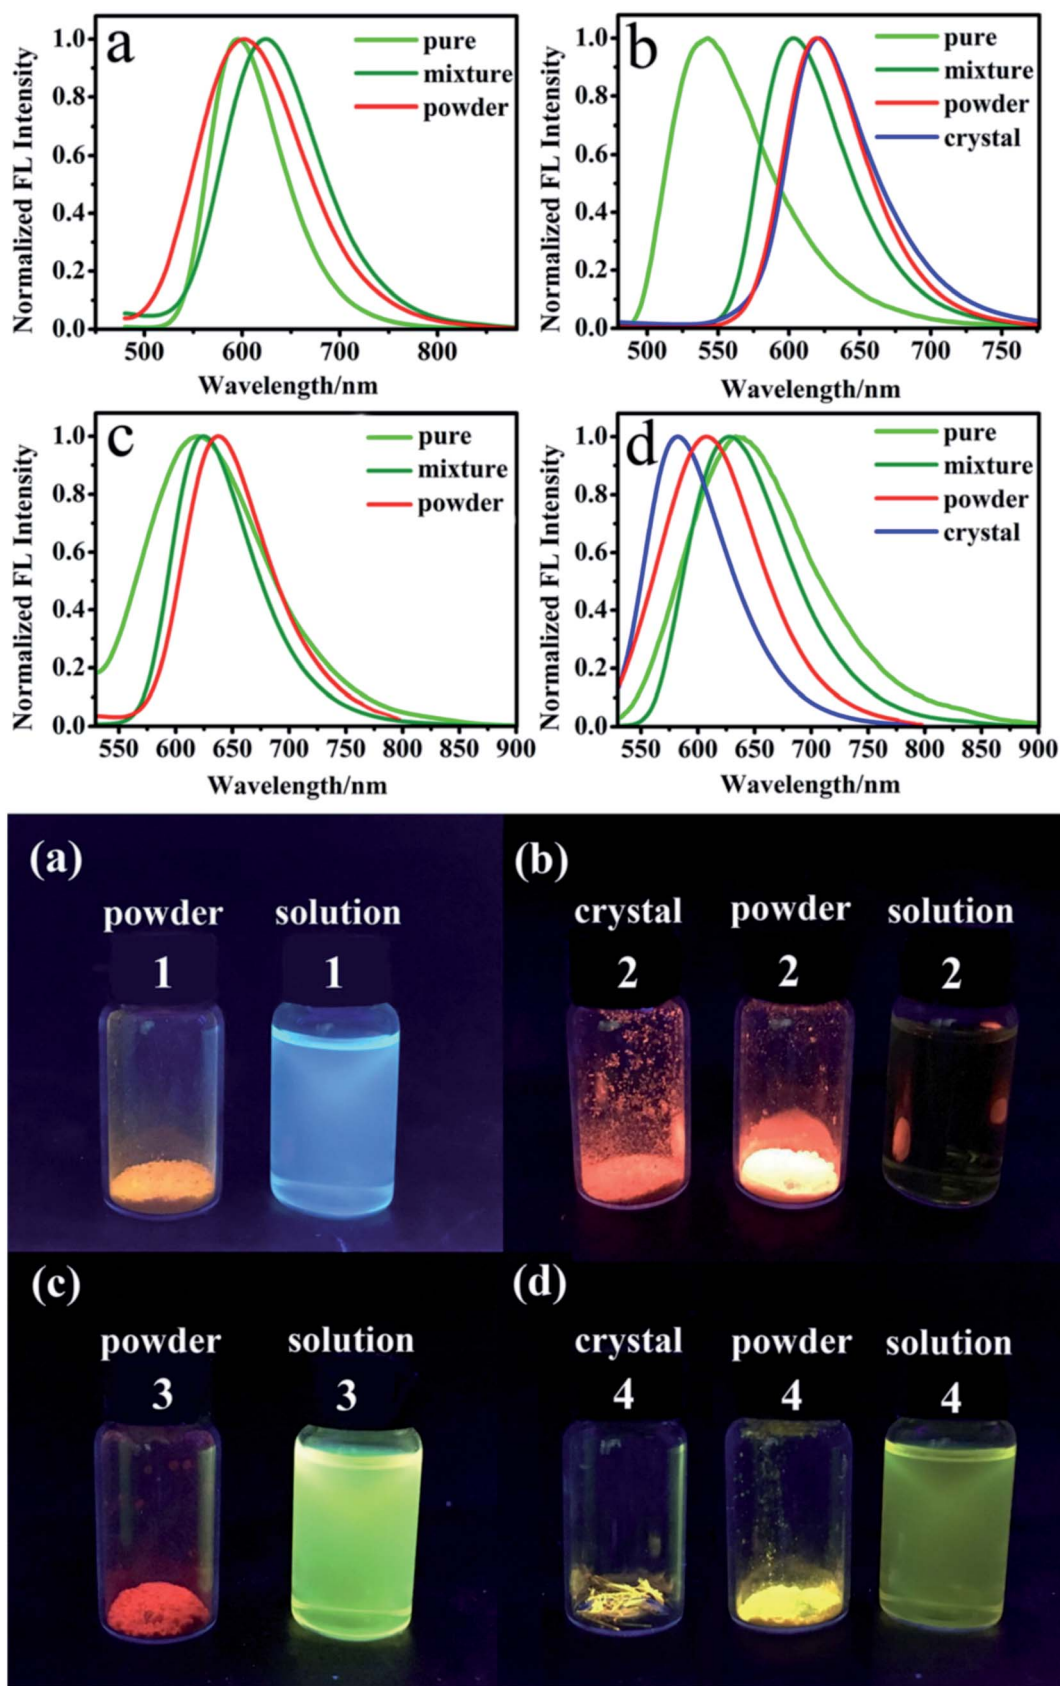 a
pure
mixture
powder
Normalized FL Intensity
1.0
0.8
0.6
0.4
0.2
0.0
500 600 700 800
Wavelength/nm
b
pure
mixture
powder
crystal
Normalized FL Intensity
1.0
0.8
0.6
0.4
0.2
0.0
500 550 600 650 700 750
Wavelength/nm
c
pure
mixture
powder
Normalized FL Intensity
1.0
0.8
0.6
0.4
0.2
0.0
550 600 650 700 750 800 850 900
Wavelength/nm
d
pure
mixture
powder
crystal
Normalized FL Intensity
1.0
0.8
0.6
0.4
0.2
0.0
550 600 650 700 750 800 850 900
Wavelength/nm
(a)
powder solution
1 1
(b)
crystal powder solution
2 2 2
(c)
powder solution
3 3
(d)
crystal powder solution
4 4 4